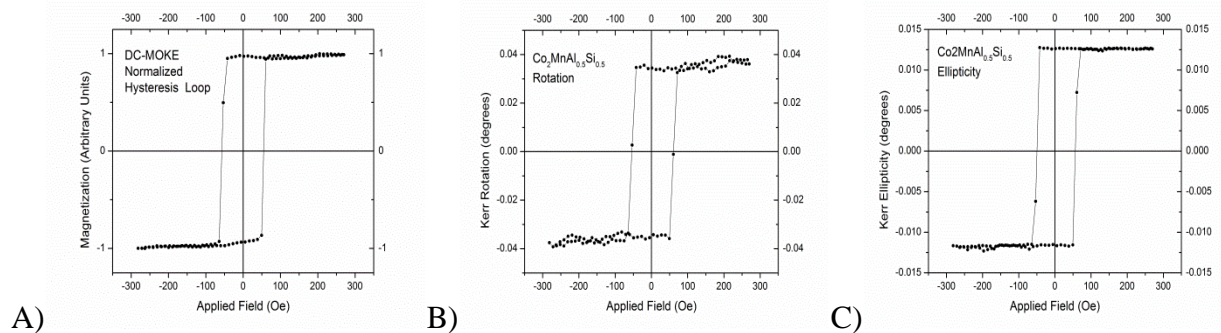 -300 -200 -100 0 100 200 300
DC-MOKE
Normalized
Hysteresis Loop
Magnetization (Arbitrary Units)
1 1
0 0
-1 -1
-300 -200 -100 0 100 200 300
Applied Field (Oe)
A)
-300 -200 -100 0 100 200 300
Co2MnAl0.5Si0.5
Rotation
Kerr Rotation (degrees)
0.04 0.04
0.02 0.02
0.00 0.00
-0.02 -0.02
-0.04 -0.04
-300 -200 -100 0 100 200 300
Applied Field (Oe)
B)
-300 -200 -100 0 100 200 300
Co2MnAl0.5Si0.5
Ellipticity
Kerr Ellipticity (degrees)
0.015 0.015
0.010 0.010
0.005 0.005
0.000 0.000
-0.005 -0.005
-0.010 -0.010
-0.015 -0.015
-300 -200 -100 0 100 200 300
Applied Field (Oe)
C)